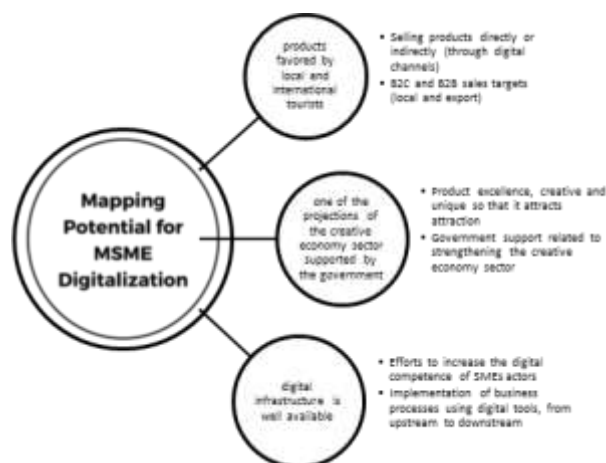 Mapping
Potential for
MSME
Digitalization
products
favored by
local and
international
tourists
• Selling products directly or
indirectly (through digital
channels)
• B2C and B2B sales targets
(local and export)
one of the
projections of
the creative
economy sector
supported by
the government
• Product excellence, creative and
unique so that it attracts
attraction
• Government support related to
strengthening the creative
economy sector
digital
infrastructure is
well available
• Efforts to increase the digital
competence of SMEs actors
• Implementation of business
processes using digital tools, from
upstream to downstream